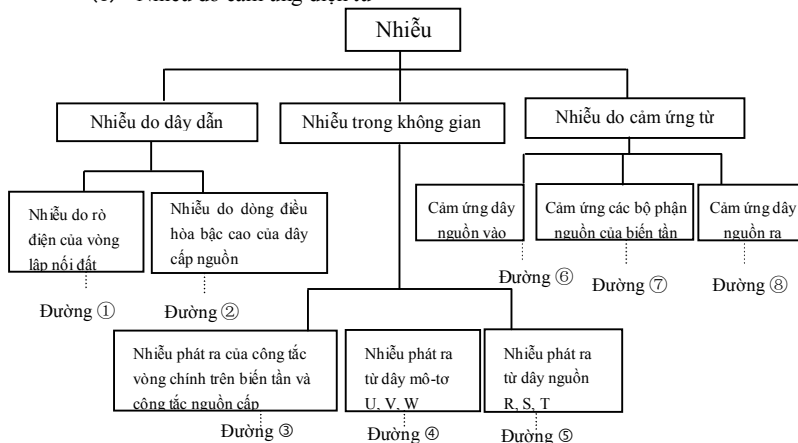 Nhiễu
Nhiễu do dây dẫn
Nhiễu trong không gian
Nhiễu do cảm ứng từ
Nhiễu do rò
điện của vòng
lặp nối đất
Nhiễu do dòng điều
hòa bậc cao của dây
cấp nguồn
Cảm ứng dây
nguồn vào
Cảm ứng các bộ phận
nguồn của biến tần
Cảm ứng dây
nguồn ra
Đường ①
Đường ②
Đường ⑥
Đường ⑦
Đường ⑧
Nhiễu phát ra của công tắc
vòng chính trên biến tần và
công tắc nguồn cấp
Nhiễu phát ra
từ dây mô-tơ
U, V, W
Nhiễu phát ra
từ dây nguồn
R, S, T
Đường ③
Đường ④
Đường ⑤